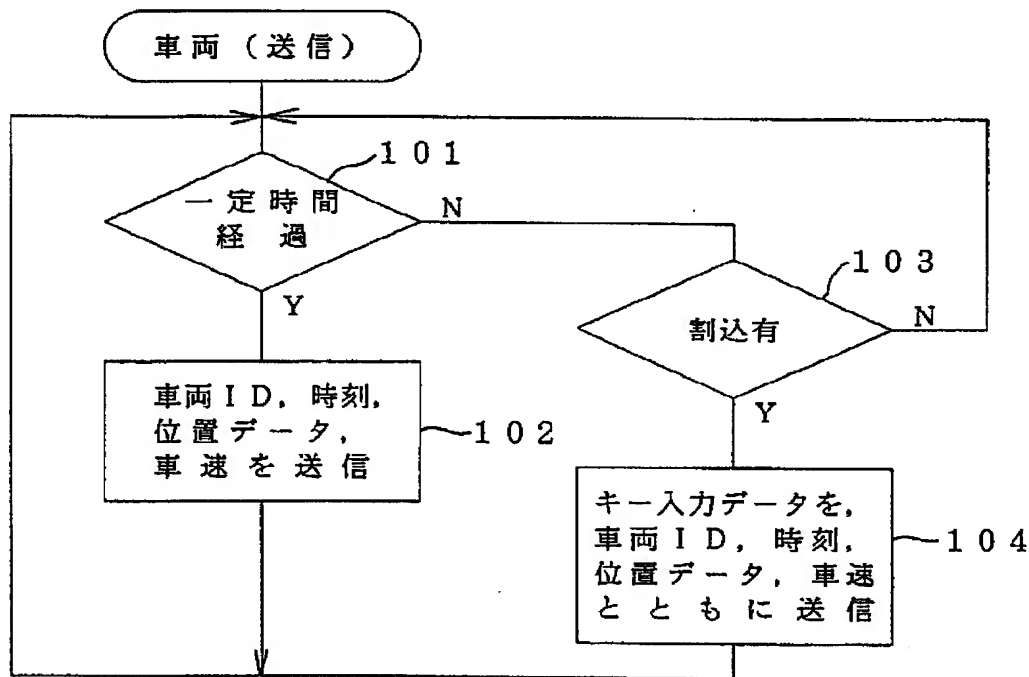 車両（送信）
101
一定時間
経過
N
Y
103
割込有
N
Y
車両ID，時刻，
位置データ，
車速を送信
102
キー入力データを，
車両ID，時刻，
位置データ，車速
とともに送信
104